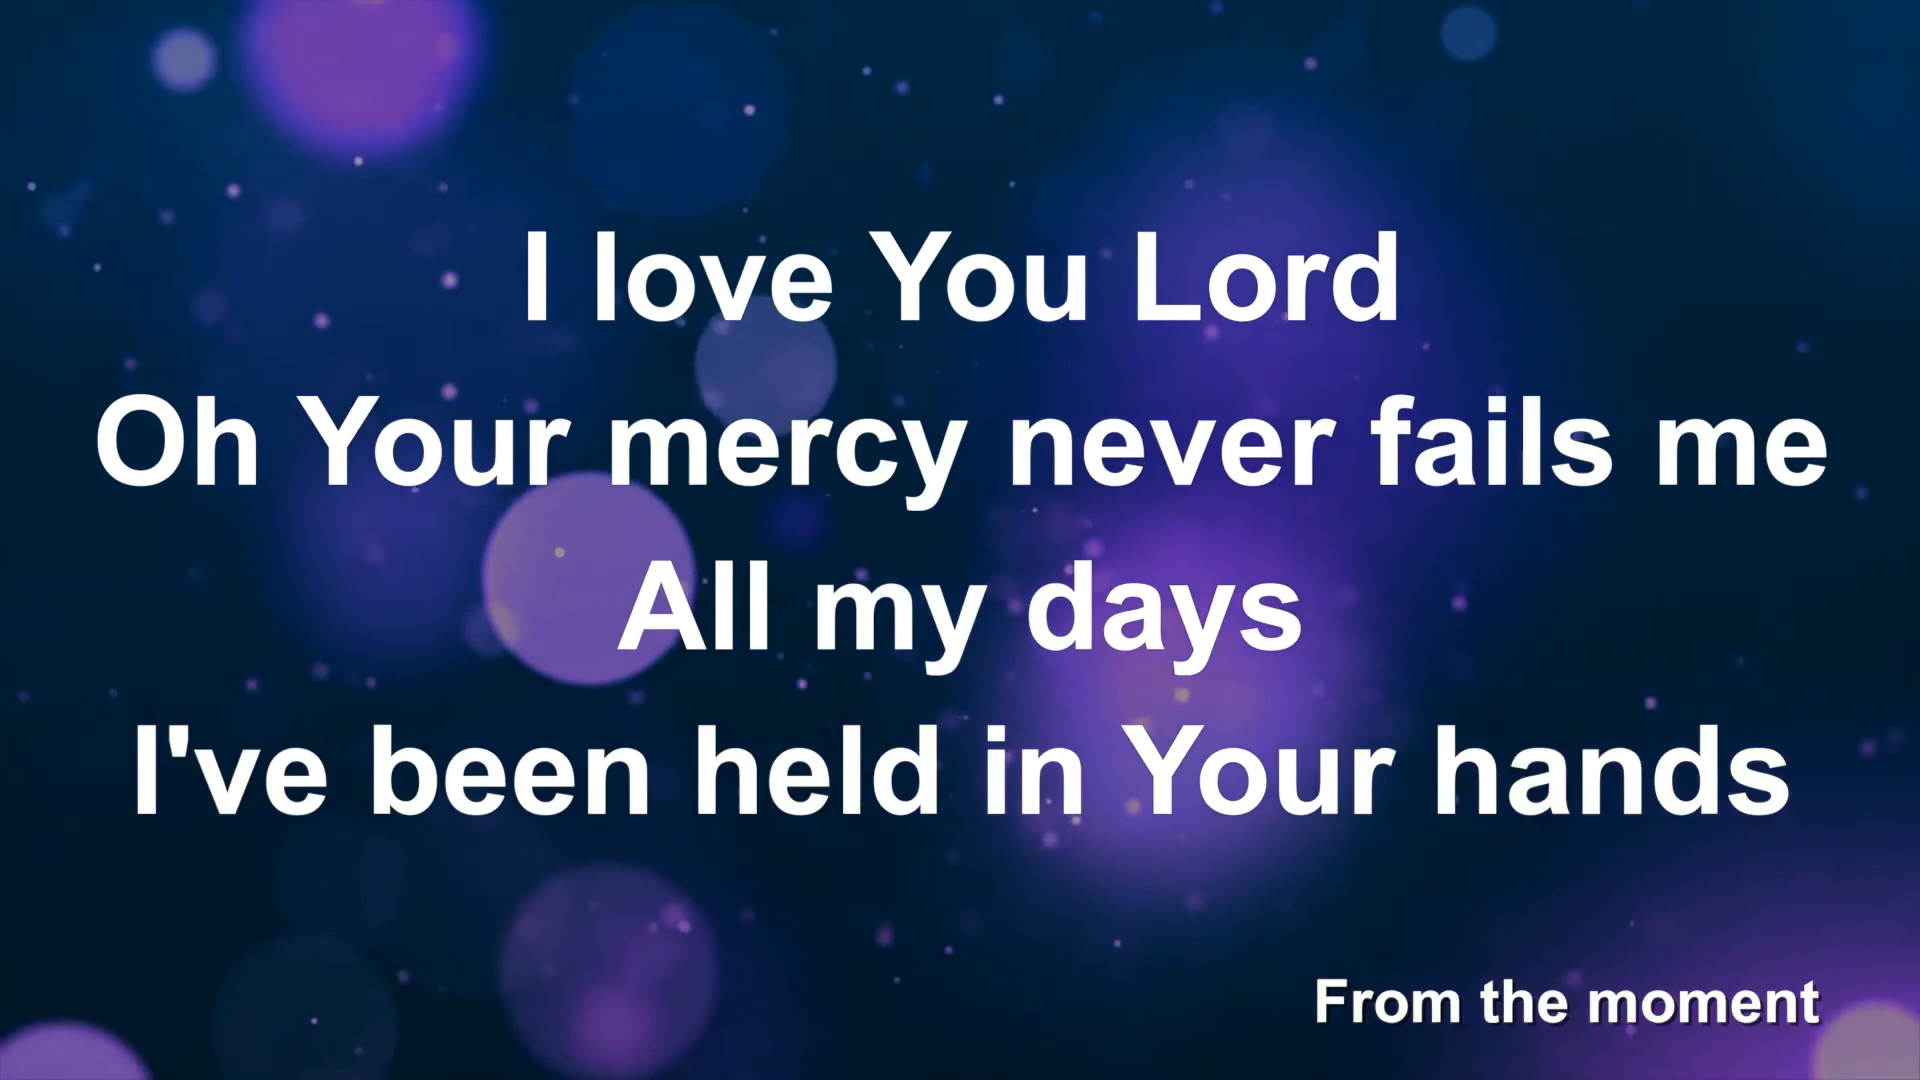 I love You Lord
Oh Your mercy never fails me
All my days
I've been held in Your hands
From the moment